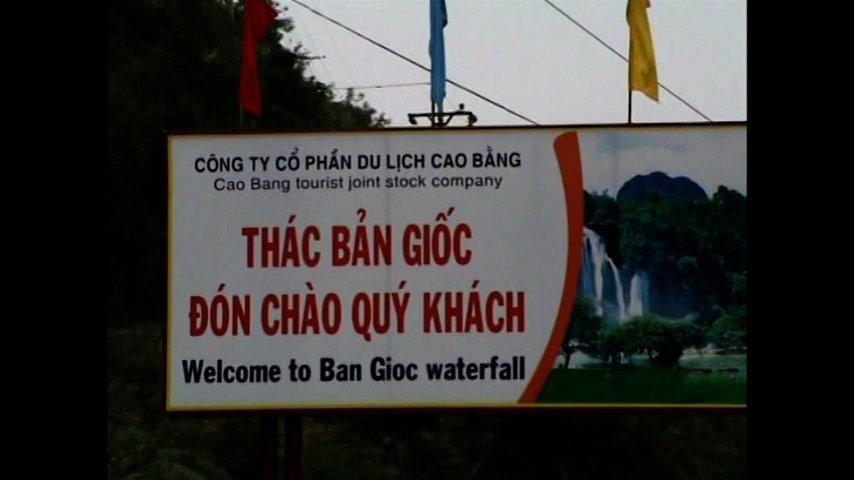 CÔNG TY CỔ PHẦN DU LỊCH CAO BẰNG
Cao Bang tourist joint stock company
THÁC BẢN GIỐC
ĐÓN CHÀO QUÝ KHÁCH
Welcome to Ban Gioc waterfall